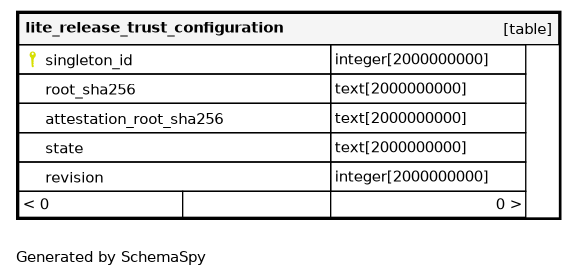 lite_release_trust_configuration [table]
singleton_id integer[2000000000]
root_sha256 text[2000000000]
attestation_root_sha256 text[2000000000]
state text[2000000000]
revision integer[2000000000]
< 0 0 >
Generated by SchemaSpy